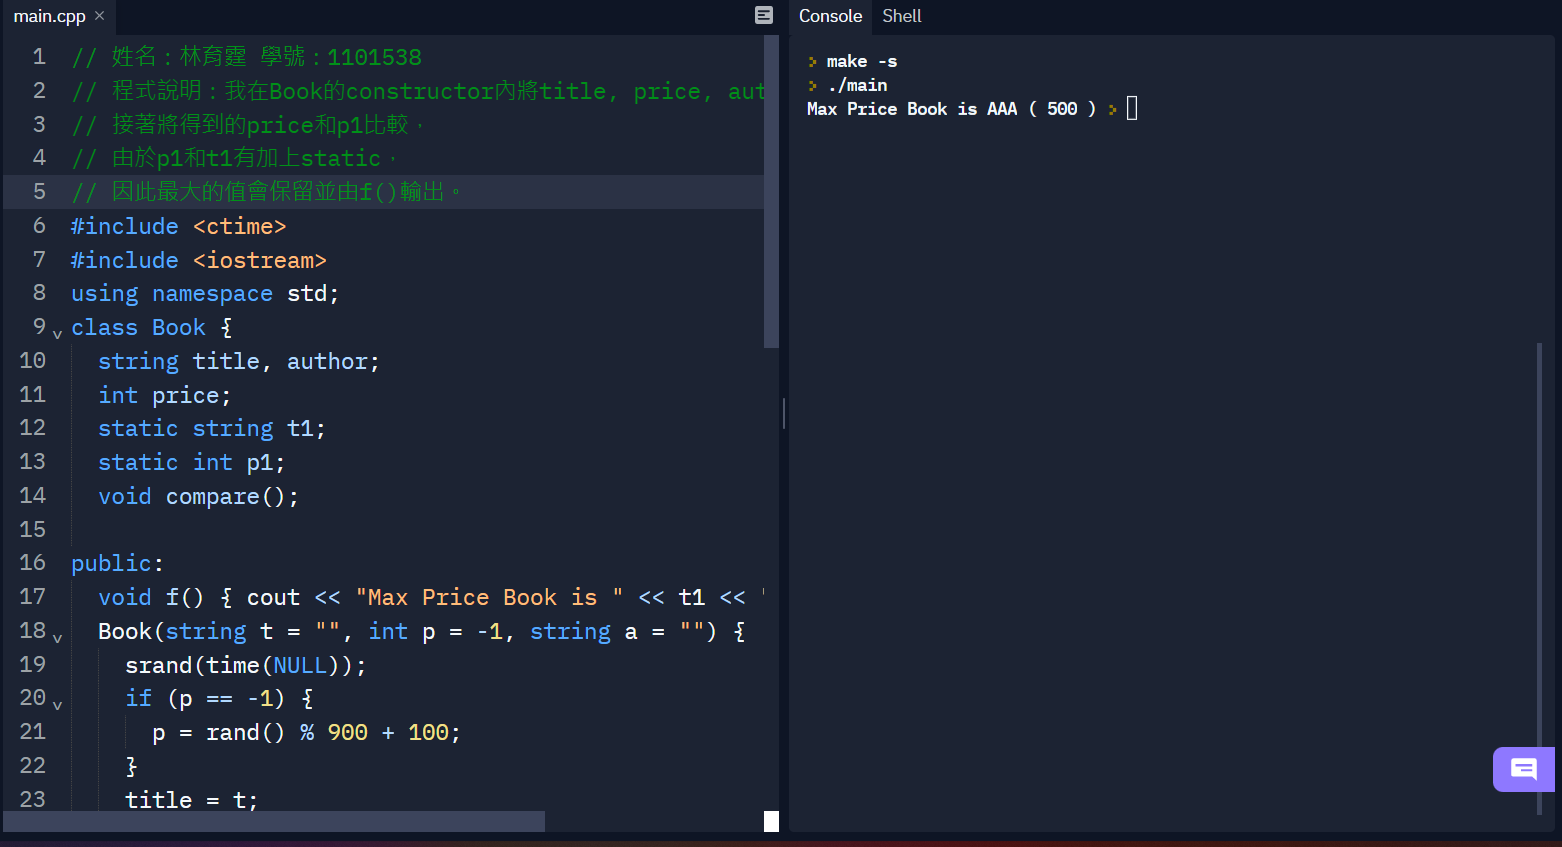 main.cpp ×
1 // 姓名：林育霆 學號：1101538
2 // 程式說明：我在Book的constructor內將title, price, aut
3 // 接著將得到的price和p1比較，
4 // 由於p1和t1有加上static，
5 // 因此最大的值會保留並由f()輸出。
6 #include <ctime>
7 #include <iostream>
8 using namespace std;
9 class Book {
10 string title, author;
11 int price;
12 static string t1;
13 static int p1;
14 void compare();
15
16 public:
17 void f() { cout << "Max Price Book is " << t1 << "
18 Book(string t = "", int p = -1, string a = "") {
19 srand(time(NULL));
20 if (p == -1) {
21 p = rand() % 900 + 100;
22 }
23 title = t;
Console Shell
> make -s
> ./main
Max Price Book is AAA ( 500 ) >